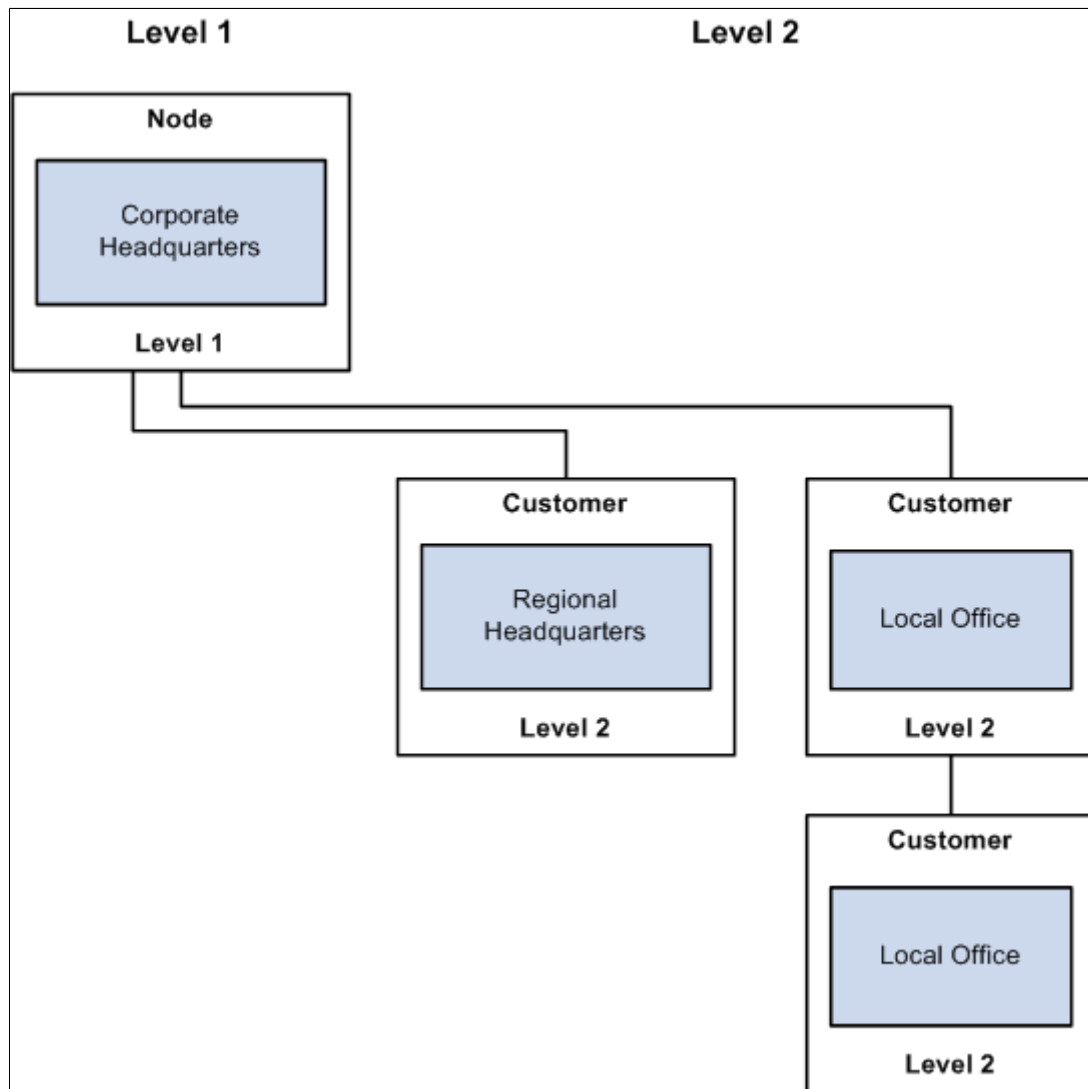 Level 1
Level 2
Node
Corporate
Headquarters
Level 1
Customer
Regional
Headquarters
Level 2
Customer
Local Office
Level 2
Customer
Local Office
Level 2